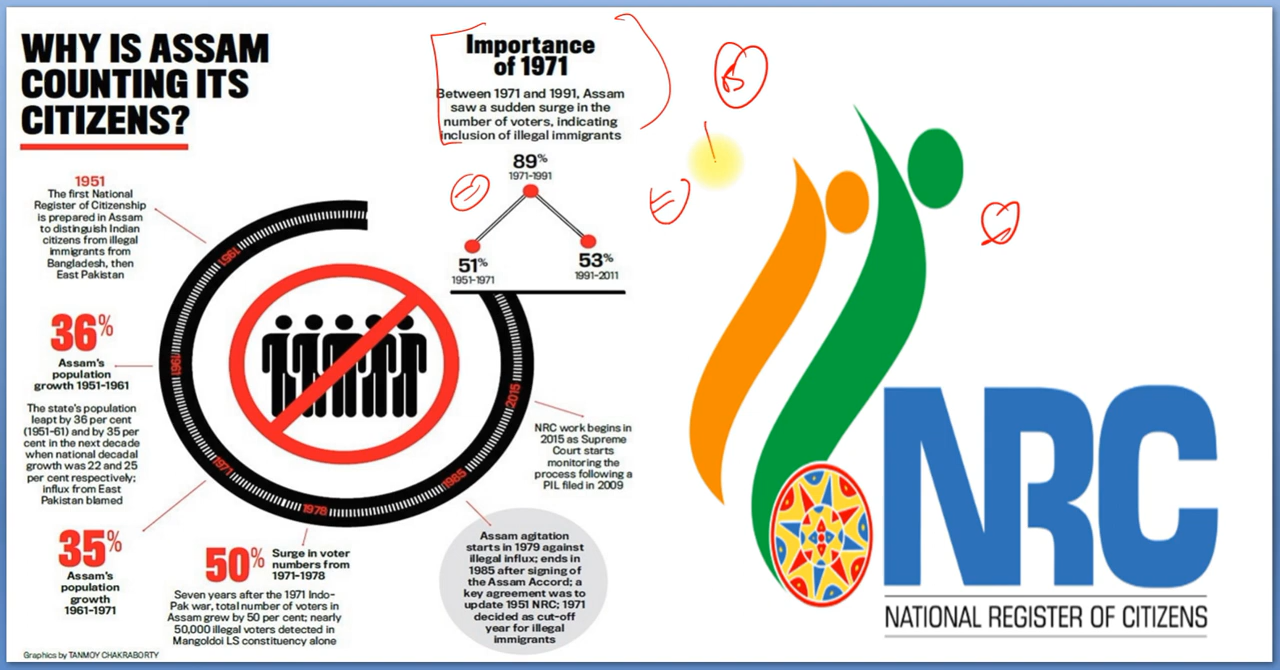 WHY IS ASSAM
COUNTING ITS
CITIZENS?
1951
The first National
Register of Citizenship
is prepared in Assam
to distinguish Indian
citizens from illegal
immigrants from
Bangladesh, then
East Pakistan
36%
Assam's
population
growth 1951-1961
The state's population
leapt by 36 per cent
(1951-61) and by 35 per
cent in the next decade
when national decadal
growth was 22 and 25
per cent respectively;
influx from East
Pakistan blamed
35%
Assam's
population
growth
1961-1971
50%
Surge in voter
numbers from
1971-1978
Seven years after the 1971 Indo-
Pak war, total number of voters in
Assam grew by 50 per cent; nearly
50,000 illegal voters detected in
Mangoldoi LS constituency alone
Graphics by TANMOY CHAKRABORTY
1961
1961
1971
1978
1985
2015
Importance
of 1971
Between 1971 and 1991, Assam
saw a sudden surge in the
number of voters, indicating
inclusion of illegal immigrants
89%
1971-1991
51%
1951-1971
53%
1991-2011
NRC work begins in
2015 as Supreme
Court starts
monitoring the
process following a
PIL filed in 2009
Assam agitation
starts in 1979 against
illegal influx; ends in
1985 after signing of
the Assam Accord; a
key agreement was to
update 1951 NRC; 1971
decided as cut-off
year for illegal
immigrants
NRC
NATIONAL REGISTER OF CITIZENS